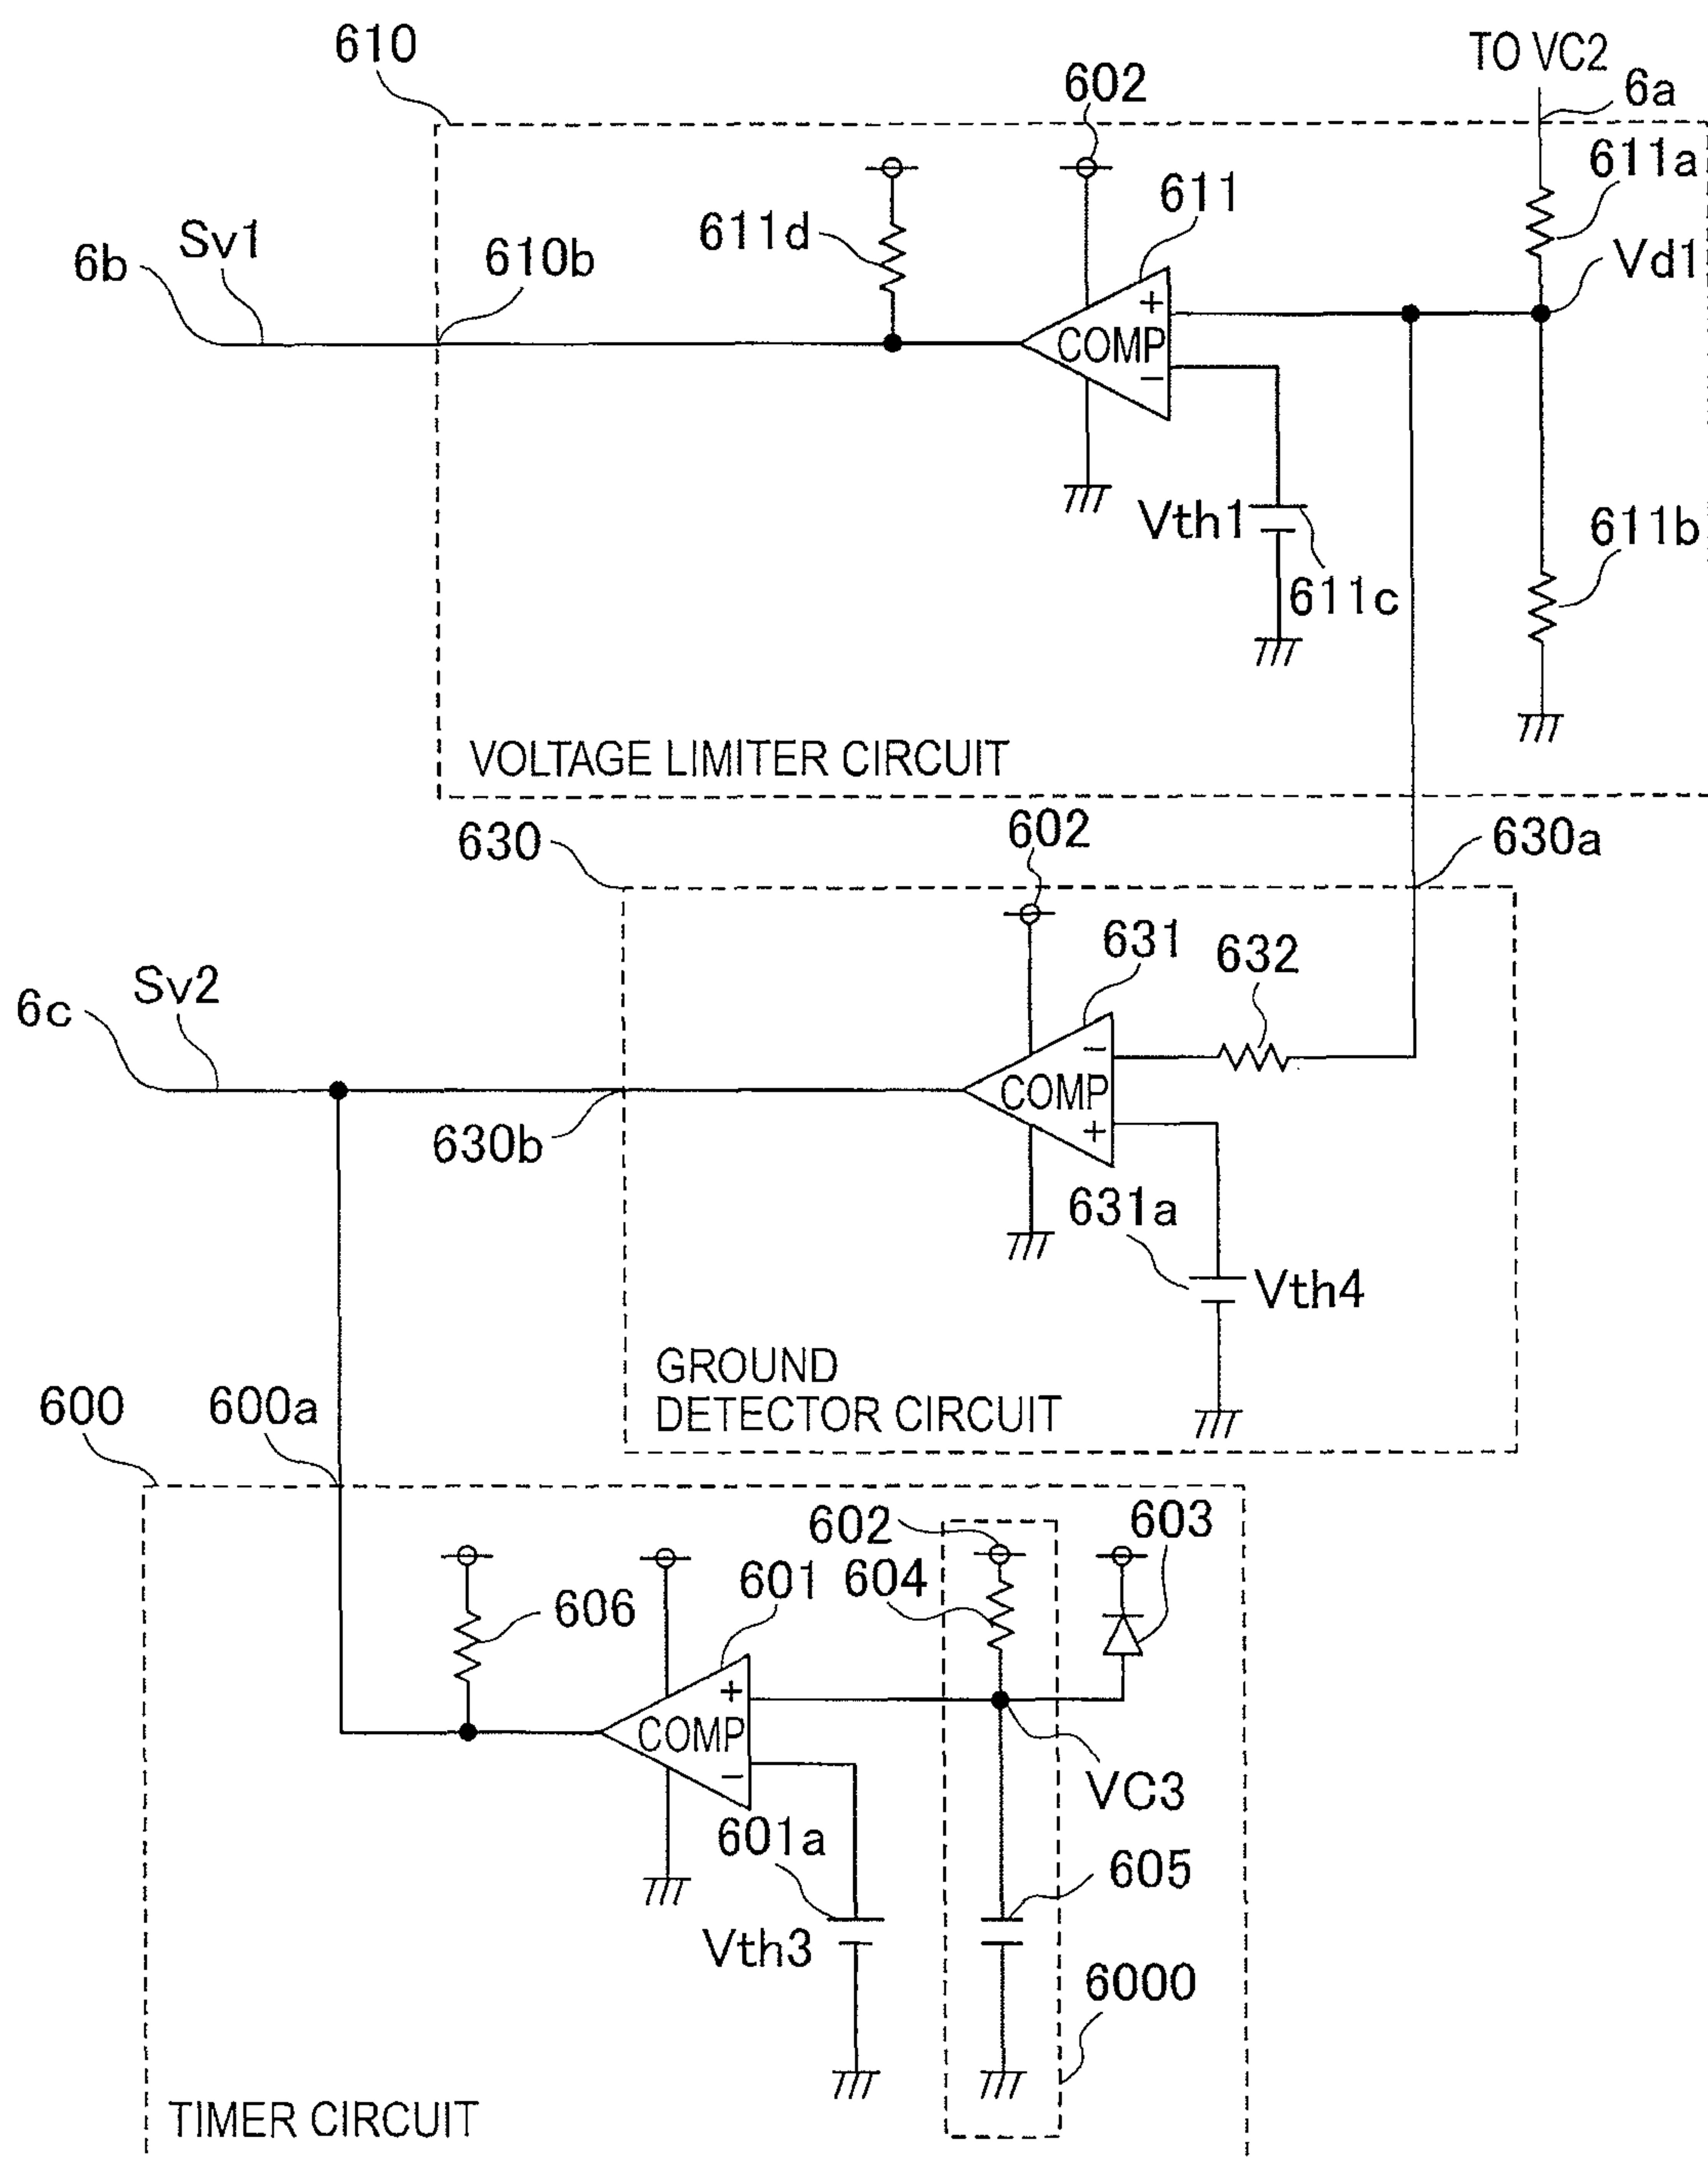 610
TO VC2
602
6a
611a
611
Sv1
611d
6b
610b
Vd1
+
COMP
−
Vth1
611b
611c
VOLTAGE LIMITER CIRCUIT
602
630
630a
631
632
Sv2
6c
−
COMP
+
630b
631a
Vth4
GROUND
DETECTOR CIRCUIT
600
600a
602
603
601
604
606
+
COMP
−
VC3
601a
605
Vth3
6000
TIMER CIRCUIT